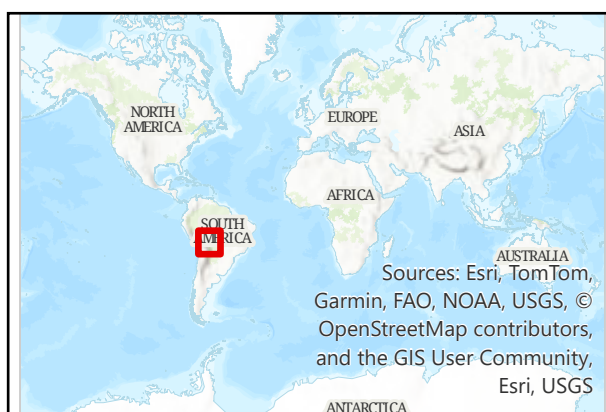 NORTH
AMERICA
EUROPE
ASIA
AFRICA
SOUTH
AMERICA
AUSTRALIA
Sources: Esri, TomTom,
Garmin, FAO, NOAA, USGS, ©
OpenStreetMap contributors,
and the GIS User Community,
Esri, USGS
ANTARCTICA